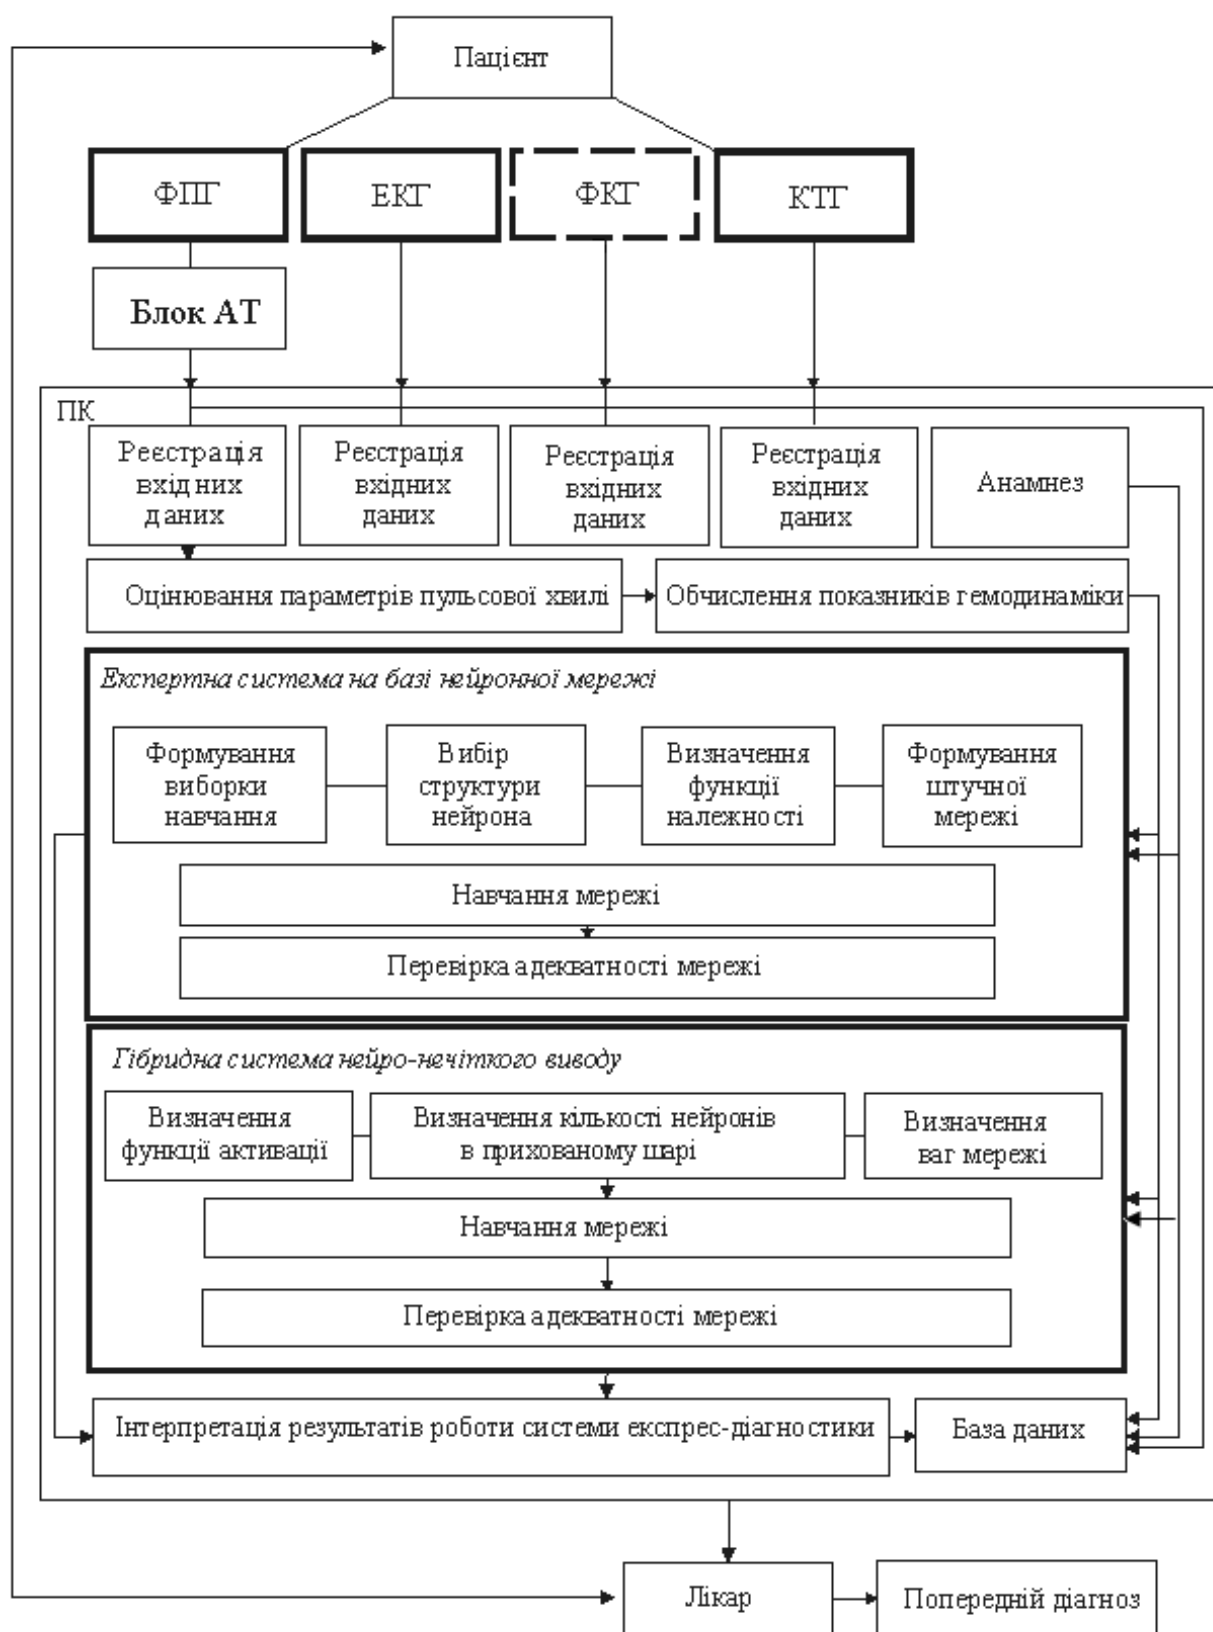 Пацієнт
ФПГ
ЕКГ
ФКГ
КТГ
Блок АТ
ПК
Реєстрація
вхідних
даних
Реєстрація
вхідних
даних
Реєстрація
вхідних
даних
Реєстрація
вхідних
даних
Анамнез
Оцінювання параметрів пульсової хвилі
Обчислення показників гемодинаміки
Експертна система на базі нейронної мережі
Формування
виборки
навчання
Вибір
структури
нейрона
Визначення
функції
належності
Формування
штучної
мережі
Навчання мережі
Перевірка адекватності мережі
Гібридна система нейро-нечіткого виводу
Визначення
функції активації
Визначення кількості нейронів
в прихованому шарі
Визначення
ваг мережі
Навчання мережі
Перевірка адекватності мережі
Інтерпретація результатів роботи системи експрес-діагностики
База даних
Лікар
Попередній діагноз